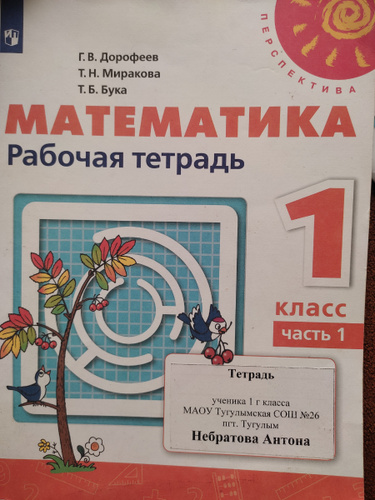 Г. В. Дорофеев
Т. Н. Миракова
Т. Б. Бука
ПЕРСПЕКТИВА
МАТЕМАТИКА
Рабочая тетрадь
1
класс
часть 1
Тетрадь
ученика 1 г класса
МАОУ Тугулымская СОШ №26
пгт. Тугулым
Небратова Антона